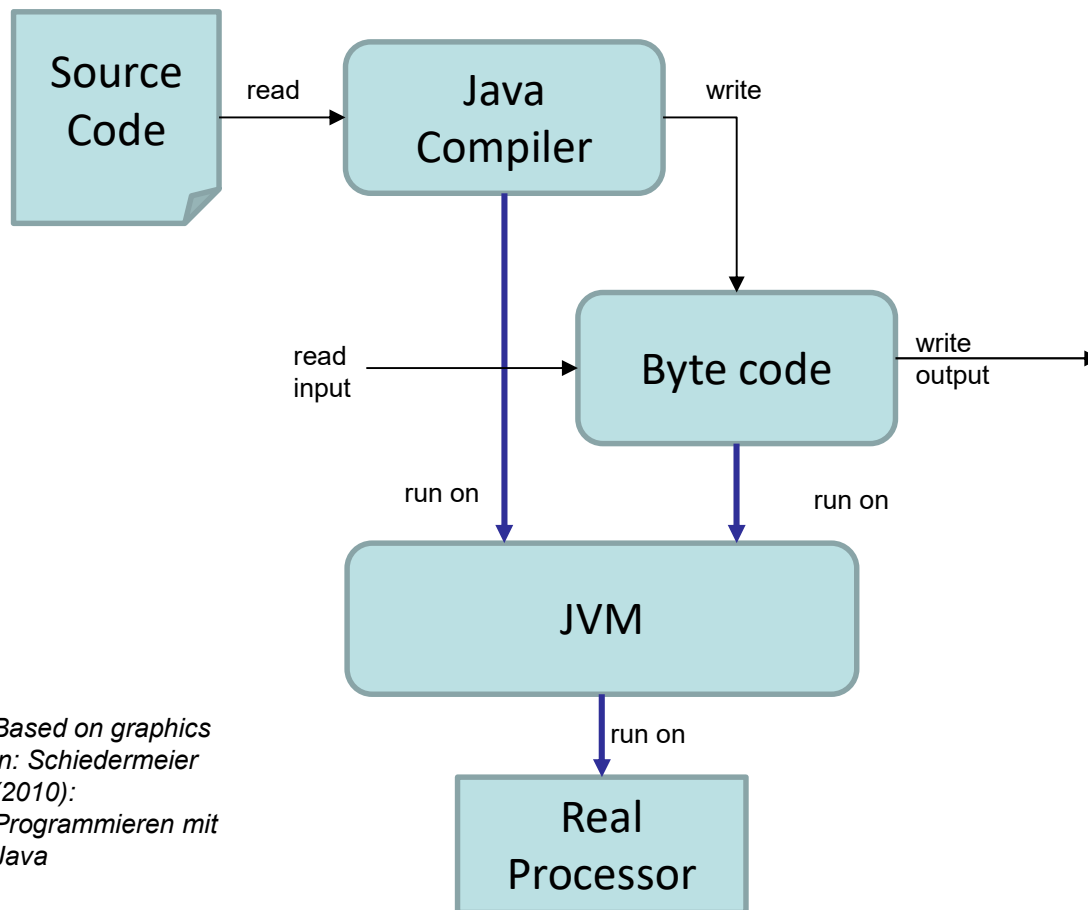 Source
Code
read
Java
Compiler
write
read
input
Byte code
write
output
run on
run on
JVM
run on
Real
Processor
Based on graphics
n: Schiedermeier
(2010):
Programmieren mit
Java